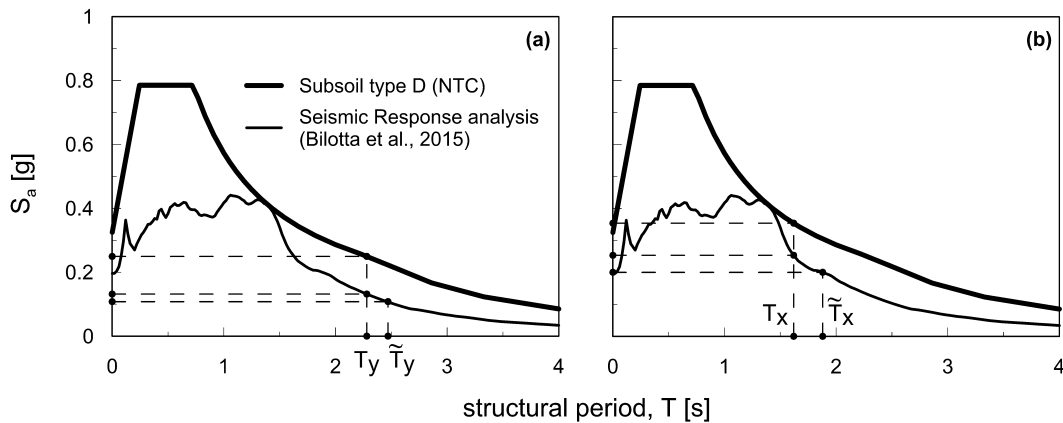 1
0.8
0.6
0.4
0.2
0
Sa [g]
(a)
Subsoil type D (NTC)
Seismic Response analysis
(Bilotta et al., 2015)
Ty T̃y
0 1 2 3 4
(b)
Tx T̃x
0 1 2 3 4
structural period, T [s]